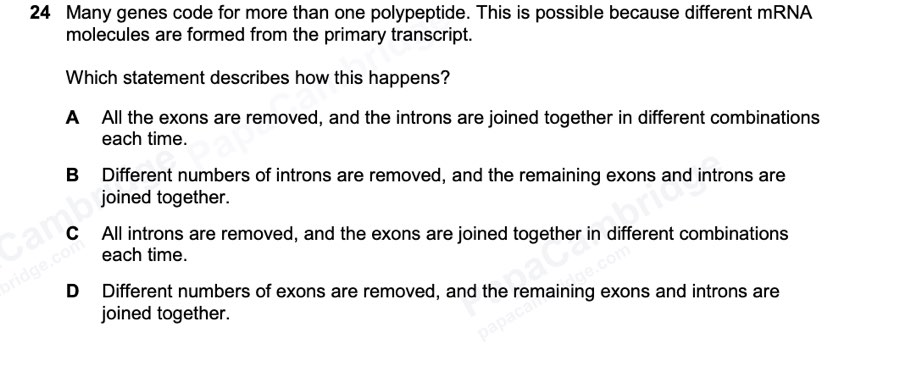 24 Many genes code for more than one polypeptide. This is possible because different mRNA
molecules are formed from the primary transcript.
Which statement describes how this happens?
A All the exons are removed, and the introns are joined together in different combinations
each time.
B Different numbers of introns are removed, and the remaining exons and introns are
joined together.
C All introns are removed, and the exons are joined together in different combinations
each time.
D Different numbers of exons are removed, and the remaining exons and introns are
joined together.
PapaCambridge